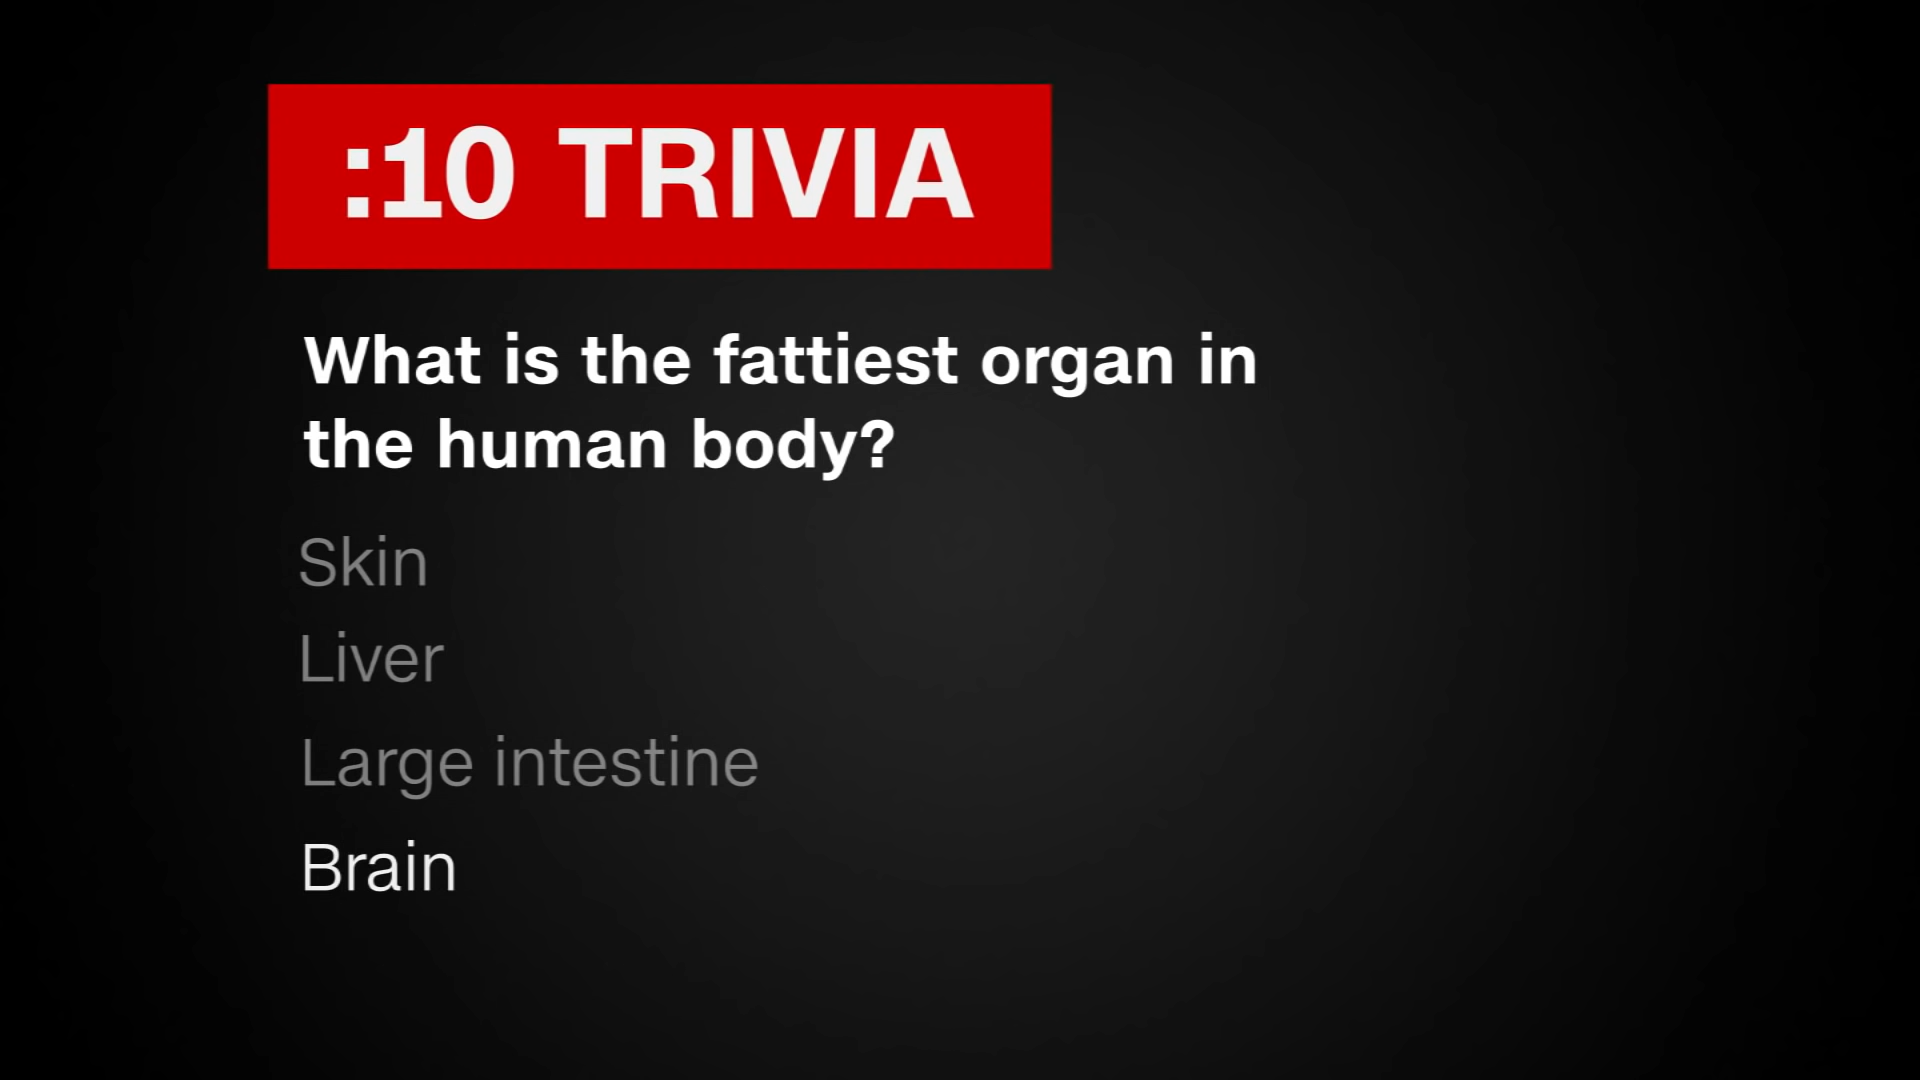 :10 TRIVIA
What is the fattiest organ in
the human body?
Skin
Liver
Large intestine
Brain